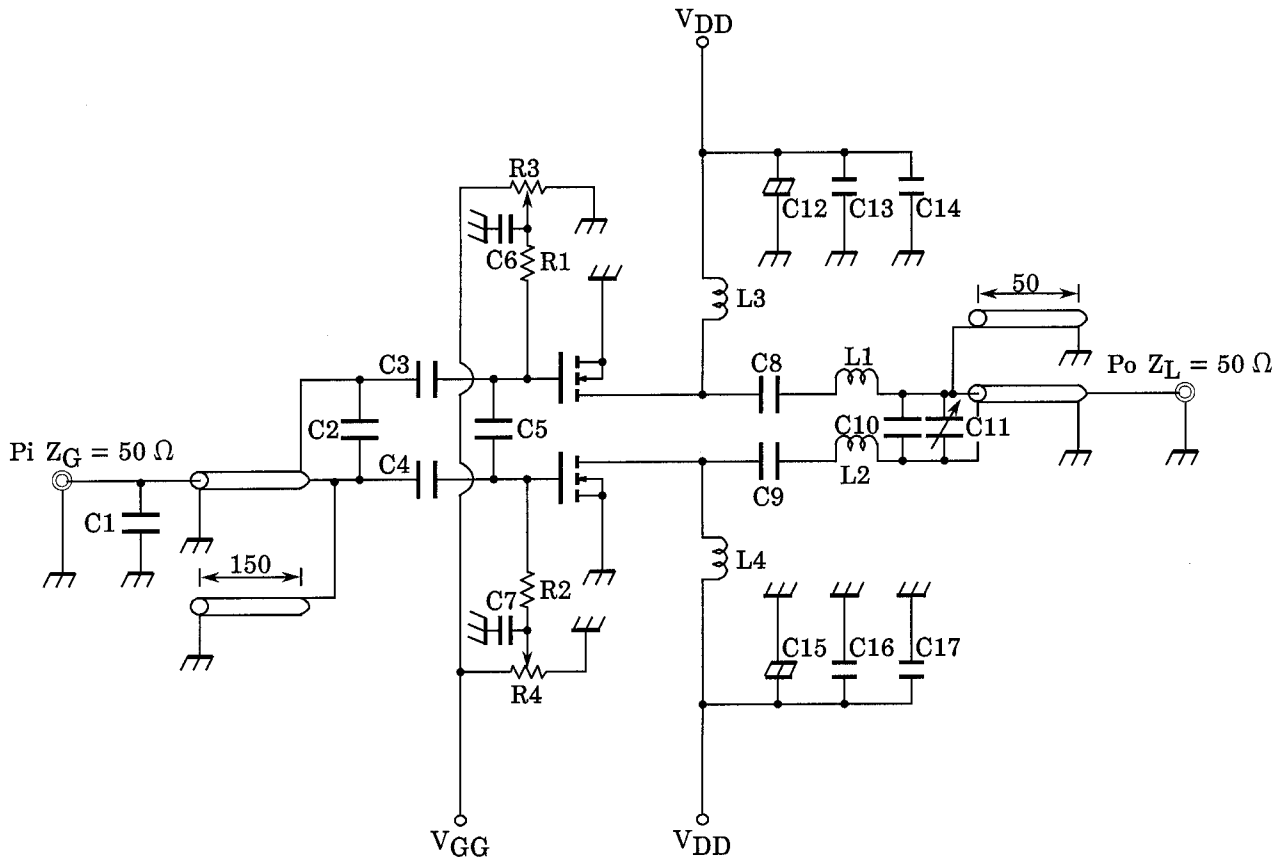 VDD
R3
C12
C13
C14
C6
R1
50
L3
C3
C8
L1
Po ZL = 50 Ω
C2
C5
C10
C11
Pi ZG = 50 Ω
C4
L2
C9
C1
150
L4
R2
C7
C15
C16
C17
R4
VGG
VDD